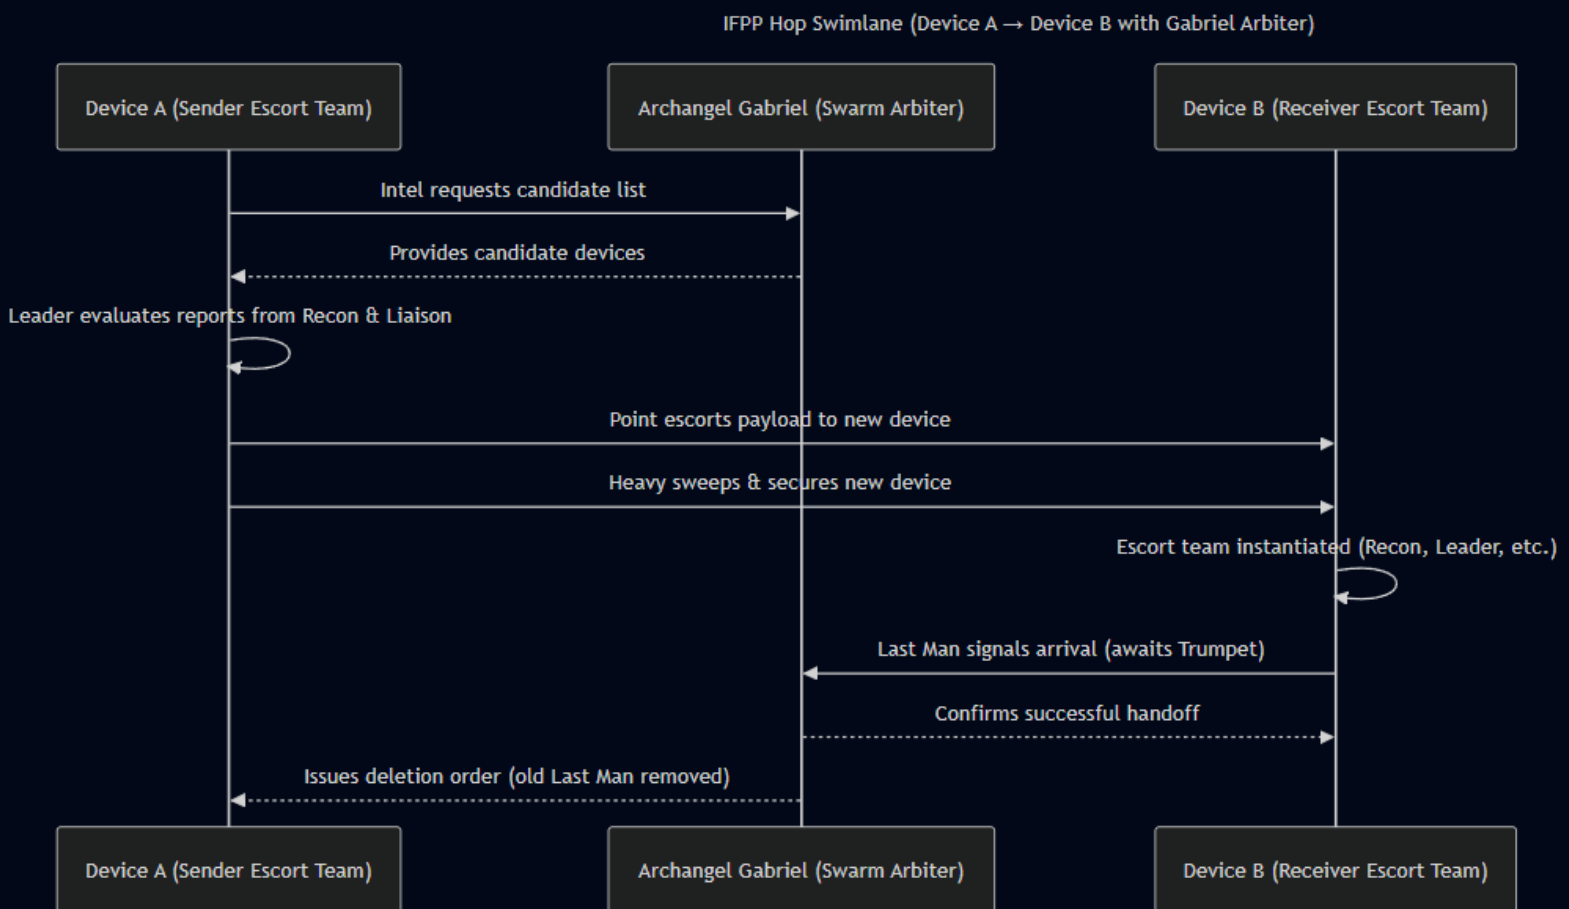 IFPP Hop Swimlane (Device A → Device B with Gabriel Arbiter)
Device A (Sender Escort Team)
Archangel Gabriel (Swarm Arbiter)
Device B (Receiver Escort Team)
Intel requests candidate list
Provides candidate devices
Leader evaluates reports from Recon & Liaison
Point escorts payload to new device
Heavy sweeps & secures new device
Escort team instantiated (Recon, Leader, etc.)
Last Man signals arrival (awaits Trumpet)
Confirms successful handoff
Issues deletion order (old Last Man removed)
Device A (Sender Escort Team)
Archangel Gabriel (Swarm Arbiter)
Device B (Receiver Escort Team)